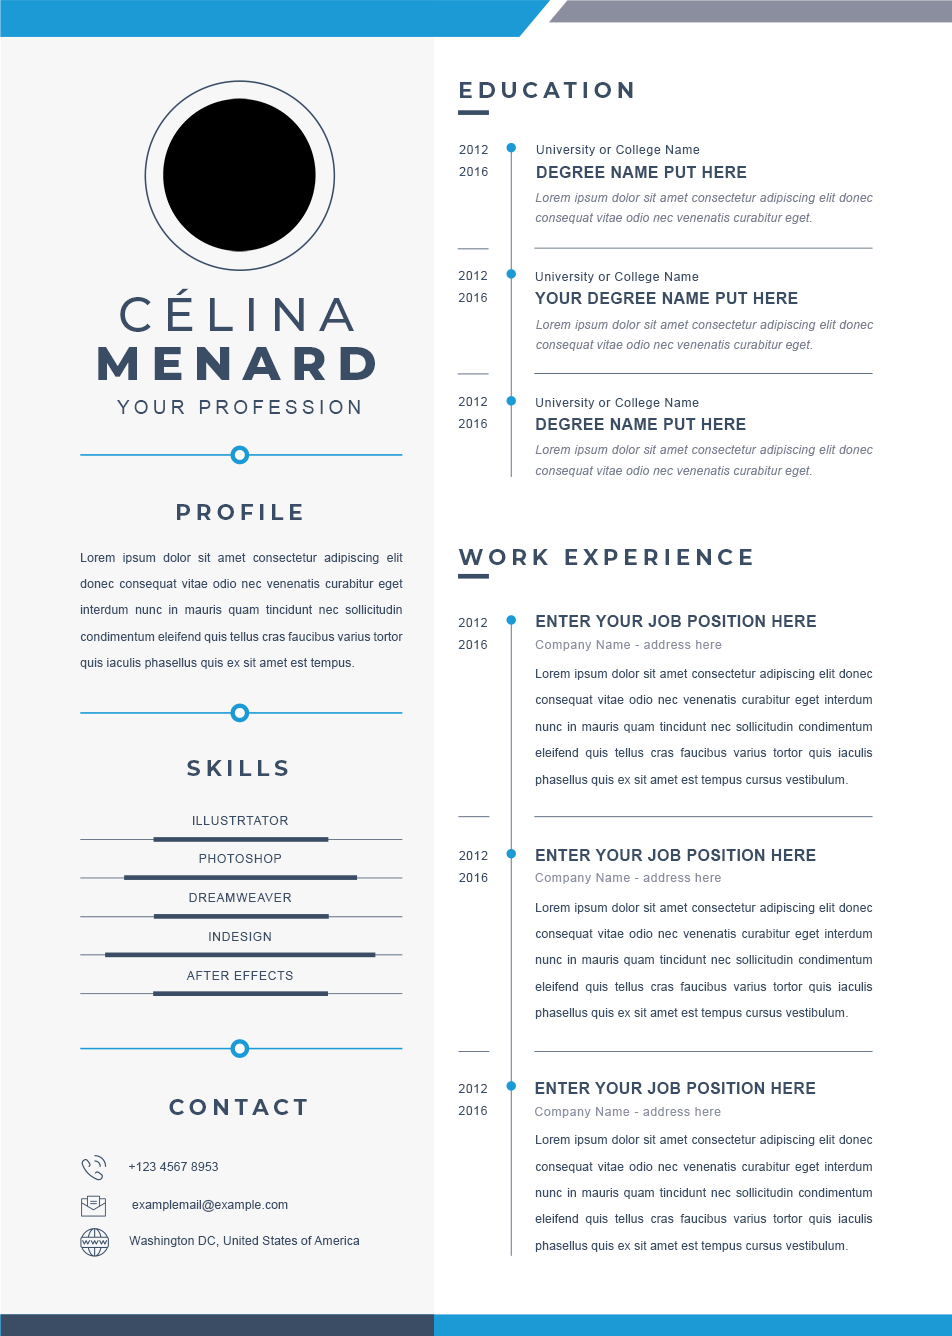 CÉLINA
MENARD
YOUR PROFESSION
PROFILE
Lorem ipsum dolor sit amet consectetur adipiscing elit
donec consequat vitae odio nec venenatis curabitur eget
interdum nunc in mauris quam tincidunt nec sollicitudin
condimentum eleifend quis tellus cras faucibus varius tortor
quis iaculis phasellus quis ex sit amet est tempus.
SKILLS
ILLUSTRTATOR
PHOTOSHOP
DREAMWEAVER
INDESIGN
AFTER EFFECTS
CONTACT
+123 4567 8953
examplemail@example.com
WWW
Washington DC, United States of America
EDUCATION
2012
2016
University or College Name
DEGREE NAME PUT HERE
Lorem ipsum dolor sit amet consectetur adipiscing elit donec
consequat vitae odio nec venenatis curabitur eget.
2012
2016
University or College Name
YOUR DEGREE NAME PUT HERE
Lorem ipsum dolor sit amet consectetur adipiscing elit donec
consequat vitae odio nec venenatis curabitur eget.
2012
2016
University or College Name
DEGREE NAME PUT HERE
Lorem ipsum dolor sit amet consectetur adipiscing elit donec
consequat vitae odio nec venenatis curabitur eget.
WORK EXPERIENCE
2012
2016
ENTER YOUR JOB POSITION HERE
Company Name - address here
Lorem ipsum dolor sit amet consectetur adipiscing elit donec
consequat vitae odio nec venenatis curabitur eget interdum
nunc in mauris quam tincidunt nec sollicitudin condimentum
eleifend quis tellus cras faucibus varius tortor quis iaculis
phasellus quis ex sit amet est tempus cursus vestibulum.
2012
2016
ENTER YOUR JOB POSITION HERE
Company Name - address here
Lorem ipsum dolor sit amet consectetur adipiscing elit donec
consequat vitae odio nec venenatis curabitur eget interdum
nunc in mauris quam tincidunt nec sollicitudin condimentum
eleifend quis tellus cras faucibus varius tortor quis iaculis
phasellus quis ex sit amet est tempus cursus vestibulum.
2012
2016
ENTER YOUR JOB POSITION HERE
Company Name - address here
Lorem ipsum dolor sit amet consectetur adipiscing elit donec
consequat vitae odio nec venenatis curabitur eget interdum
nunc in mauris quam tincidunt nec sollicitudin condimentum
eleifend quis tellus cras faucibus varius tortor quis iaculis
phasellus quis ex sit amet est tempus cursus vestibulum.